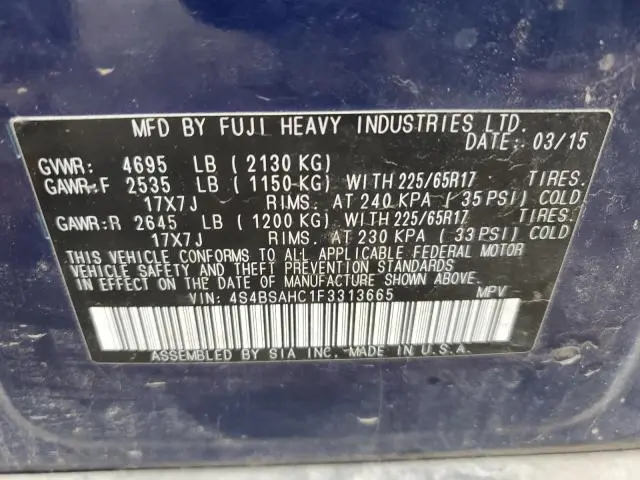 MFD BY FUJI HEAVY INDUSTRIES LTD.
DATE: 03/15
GVWR: 4695 LB ( 2130 KG)
GAWR:F 2535 LB ( 1150 KG) WITH 225/65R17 TIRES.
17X7J RIMS. AT 240 KPA ( 35 PSI) COLD
GAWR:R 2645 LB ( 1200 KG) WITH 225/65R17 TIRES.
17X7J RIMS. AT 230 KPA ( 33 PSI) COLD
THIS VEHICLE CONFORMS TO ALL APPLICABLE FEDERAL MOTOR
VEHICLE SAFETY AND THEFT PREVENTION STANDARDS IN
EFFECT ON THE DATE OF MANUFACTURE SHOWN ABOVE.
VIN: 4S4BSAHC1F3313665 MPV
ASSEMBLED BY SIA INC. MADE IN U.S.A.